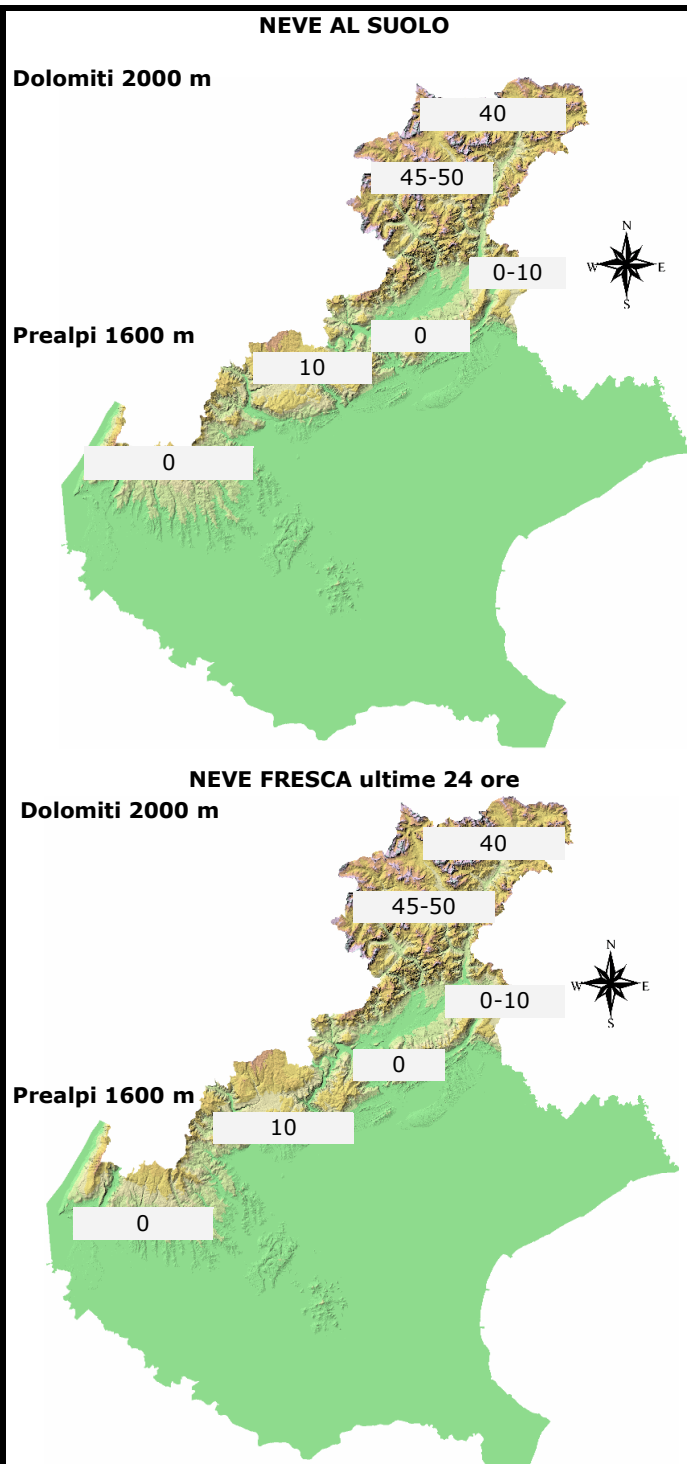 NEVE AL SUOLO
Dolomiti 2000 m
40
45-50
N
W E
S
0-10
Prealpi 1600 m
0
10
0
NEVE FRESCA ultime 24 ore
Dolomiti 2000 m
40
45-50
N
W E
S
0-10
0
Prealpi 1600 m
10
0